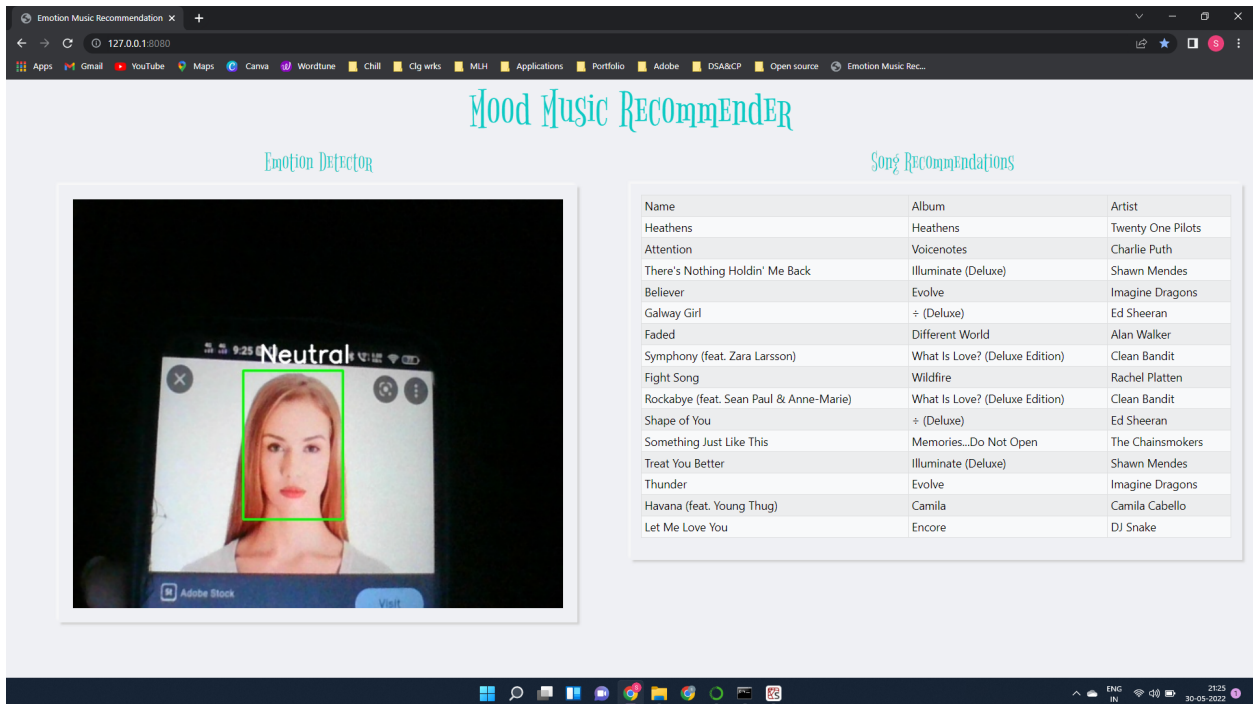 Emotion Music Recommendation
127.0.0.1:8080
S
Apps Gmail YouTube Maps Canva Wordtune Chill Clg wrks MLH Applications Portfolio Adobe DSA&CP Open source Emotion Music Rec...
Mood Music Recommender
Emotion Detector
9:25
Neutral
Adobe Stock
Visit
Song Recommendations
Name Album Artist
Heathens Heathens Twenty One Pilots
Attention Voicenotes Charlie Puth
There's Nothing Holdin' Me Back Illuminate (Deluxe) Shawn Mendes
Believer Evolve Imagine Dragons
Galway Girl ÷ (Deluxe) Ed Sheeran
Faded Different World Alan Walker
Symphony (feat. Zara Larsson) What Is Love? (Deluxe Edition) Clean Bandit
Fight Song Wildfire Rachel Platten
Rockabye (feat. Sean Paul & Anne-Marie) What Is Love? (Deluxe Edition) Clean Bandit
Shape of You ÷ (Deluxe) Ed Sheeran
Something Just Like This Memories...Do Not Open The Chainsmokers
Treat You Better Illuminate (Deluxe) Shawn Mendes
Thunder Evolve Imagine Dragons
Havana (feat. Young Thug) Camila Camila Cabello
Let Me Love You Encore DJ Snake
ENG 21:25
IN 30-05-2022 1